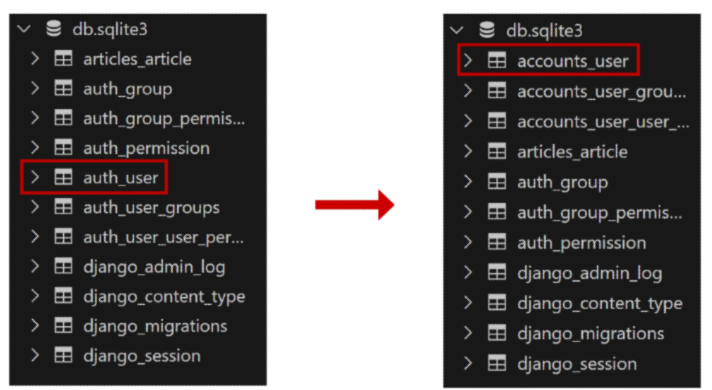 db.sqlite3
articles_article
auth_group
auth_group_permis...
auth_permission
auth_user
auth_user_groups
auth_user_user_per...
django_admin_log
django_content_type
django_migrations
django_session
db.sqlite3
accounts_user
accounts_user_grou...
accounts_user_user_...
articles_article
auth_group
auth_group_permis...
auth_permission
django_admin_log
django_content_type
django_migrations
django_session